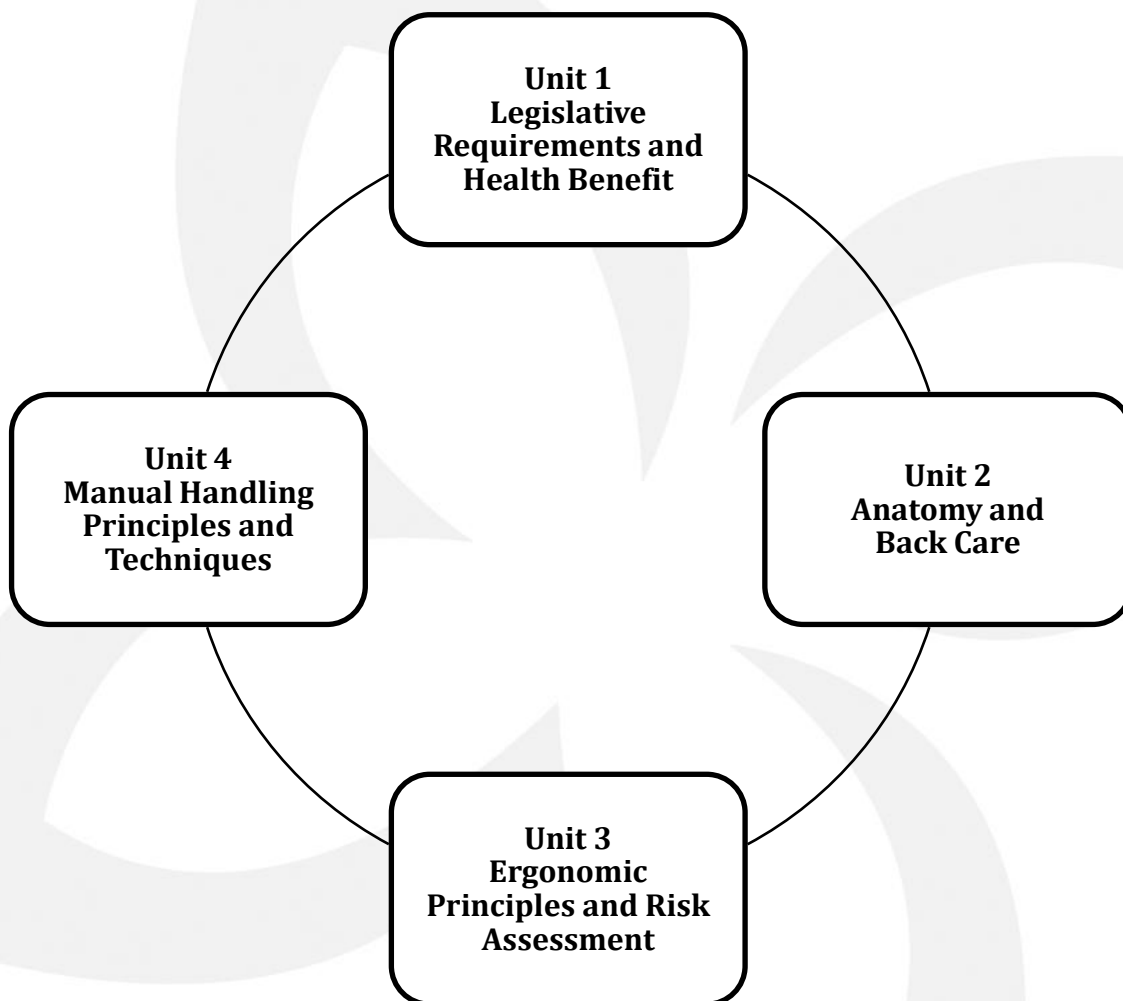 Unit 1
Legislative
Requirements and
Health Benefit
Unit 2
Anatomy and
Back Care
Unit 3
Ergonomic
Principles and Risk
Assessment
Unit 4
Manual Handling
Principles and
Techniques